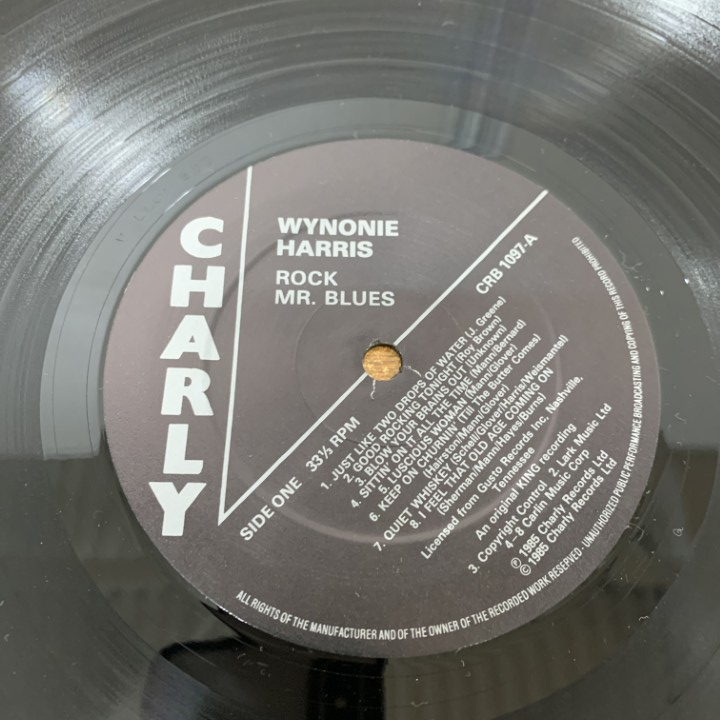 CHARLY
WYNONIE
HARRIS
ROCK
MR. BLUES
CRB 1097-A
SIDE ONE 33⅓ RPM
1. JUST LIKE TWO DROPS OF WATER (J. Greene)
2. GOOD ROCKING TONIGHT (Roy Brown)
3. BLOW YOUR BRAINS OUT (Unknown)
4. SITTIN' ON IT ALL THE TIME (Mann/Bernard)
5. LUSCIOUS WOMAN (Mann/Glover)
6. KEEP ON CHURNIN' (Till The Butter Comes)
(Mann/Glover)
7. QUIET WHISKEY (Scheil/Glover/Harris/Weismantel)
8. I FEEL THAT OLD AGE COMING ON
(Sherman/Mann/Hayes/Burns)
Licensed from Gusto Records Inc, Nashville,
Tennessee
An original KING recording
3. Copyright Control 2. Lark Music Ltd
4-8 Carlin Music Corp
℗ 1985 Charly Records Ltd
© 1985 Charly Records Ltd
ALL RIGHTS OF THE MANUFACTURER AND OF THE OWNER OF THE RECORDED WORK RESERVED - UNAUTHORIZED PUBLIC PERFORMANCE BROADCASTING AND COPYING OF THIS RECORD PROHIBITED